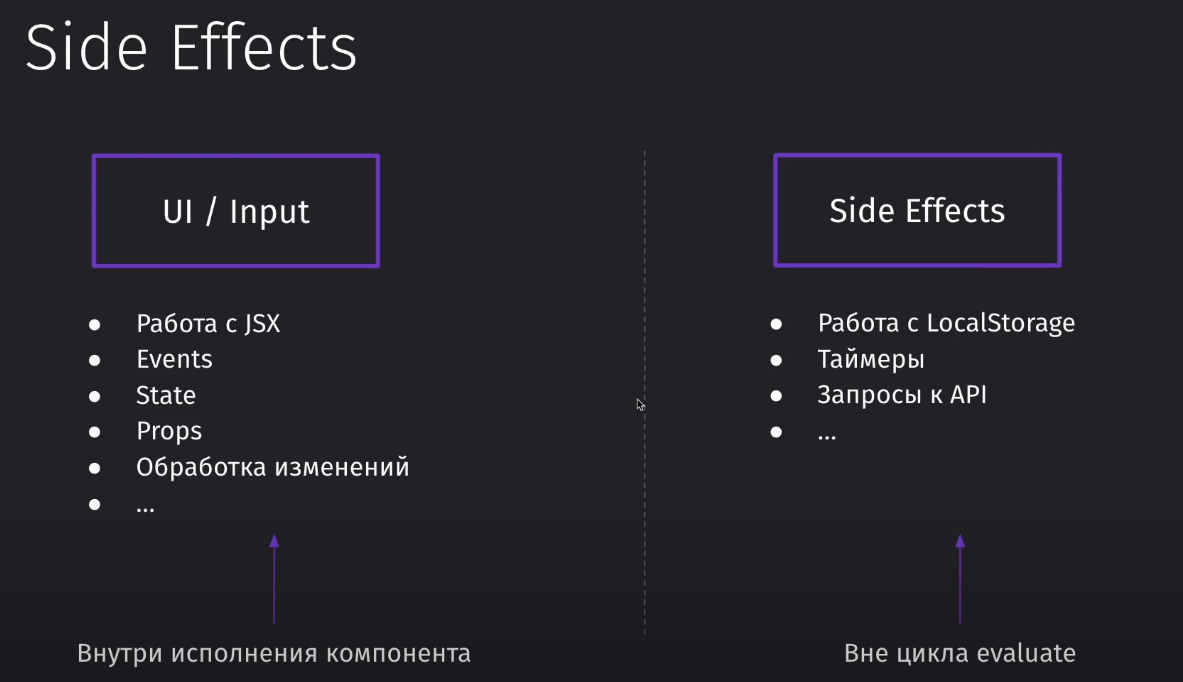 Side Effects
UI / Input
Работа с JSX
Events
State
Props
Обработка изменений
...
Внутри исполнения компонента
Side Effects
Работа с LocalStorage
Таймеры
Запросы к API
...
Вне цикла evaluate